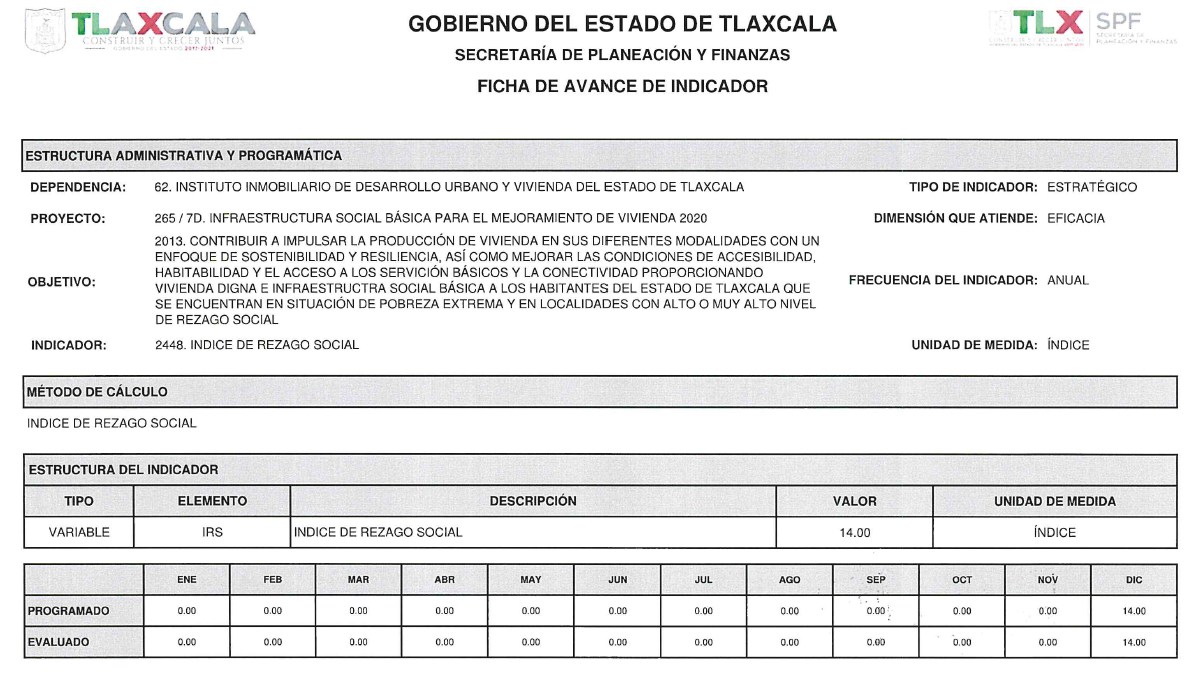 TLAXCALA
CONSTRUIR Y CRECER JUNTOS
GOBIERNO DEL ESTADO 2017-2021
GOBIERNO DEL ESTADO DE TLAXCALA
SECRETARÍA DE PLANEACIÓN Y FINANZAS
FICHA DE AVANCE DE INDICADOR
TLX SPF
ESTRUCTURA ADMINISTRATIVA Y PROGRAMÁTICA
DEPENDENCIA: 62. INSTITUTO INMOBILIARIO DE DESARROLLO URBANO Y VIVIENDA DEL ESTADO DE TLAXCALA TIPO DE INDICADOR: ESTRATÉGICO
PROYECTO: 265 / 7D. INFRAESTRUCTURA SOCIAL BÁSICA PARA EL MEJORAMIENTO DE VIVIENDA 2020 DIMENSIÓN QUE ATIENDE: EFICACIA
2013. CONTRIBUIR A IMPULSAR LA PRODUCCIÓN DE VIVIENDA EN SUS DIFERENTES MODALIDADES CON UN
ENFOQUE DE SOSTENIBILIDAD Y RESILIENCIA, ASÍ COMO MEJORAR LAS CONDICIONES DE ACCESIBILIDAD,
HABITABILIDAD Y EL ACCESO A LOS SERVICIÓN BÁSICOS Y LA CONECTIVIDAD PROPORCIONANDO
OBJETIVO: VIVIENDA DIGNA E INFRAESTRUCTRA SOCIAL BÁSICA A LOS HABITANTES DEL ESTADO DE TLAXCALA QUE FRECUENCIA DEL INDICADOR: ANUAL
SE ENCUENTRAN EN SITUACIÓN DE POBREZA EXTREMA Y EN LOCALIDADES CON ALTO O MUY ALTO NIVEL
DE REZAGO SOCIAL
INDICADOR: 2448. INDICE DE REZAGO SOCIAL UNIDAD DE MEDIDA: ÍNDICE
MÉTODO DE CÁLCULO
INDICE DE REZAGO SOCIAL
ESTRUCTURA DEL INDICADOR
TIPO ELEMENTO DESCRIPCIÓN VALOR UNIDAD DE MEDIDA
VARIABLE IRS INDICE DE REZAGO SOCIAL 14.00 ÍNDICE
ENE FEB MAR ABR MAY JUN JUL AGO SEP OCT NOV DIC
PROGRAMADO 0.00 0.00 0.00 0.00 0.00 0.00 0.00 0.00 0.00 0.00 0.00 14.00
EVALUADO 0.00 0.00 0.00 0.00 0.00 0.00 0.00 0.00 0.00 0.00 0.00 14.00